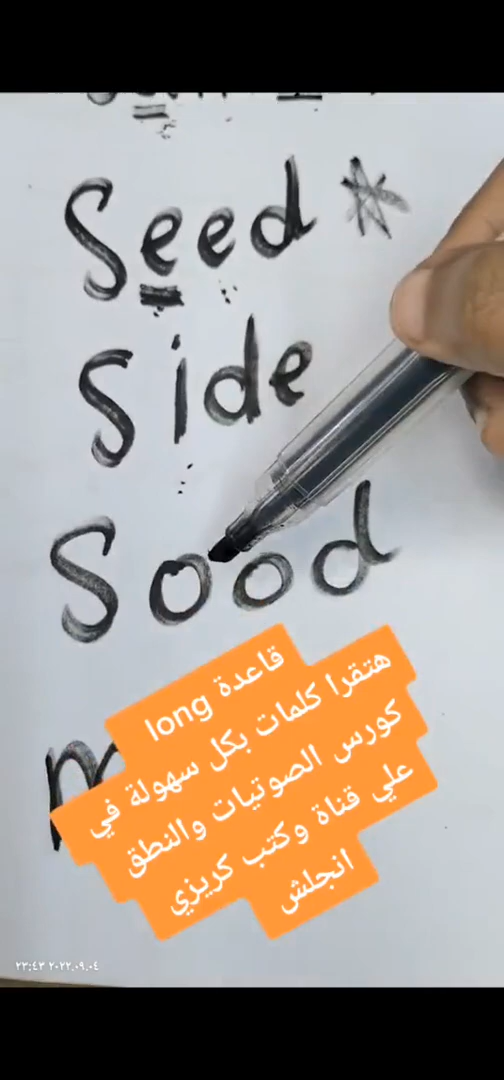 Seed *
Side
Sood
قاعدة long
هتقرا كلمات بكل سهولة في
كورس الصوتيات والنطق
علي قناة وكتب كريزي
انجلش
٢٣:٤٣ ٢٠٢٢.٠٩.٠٤